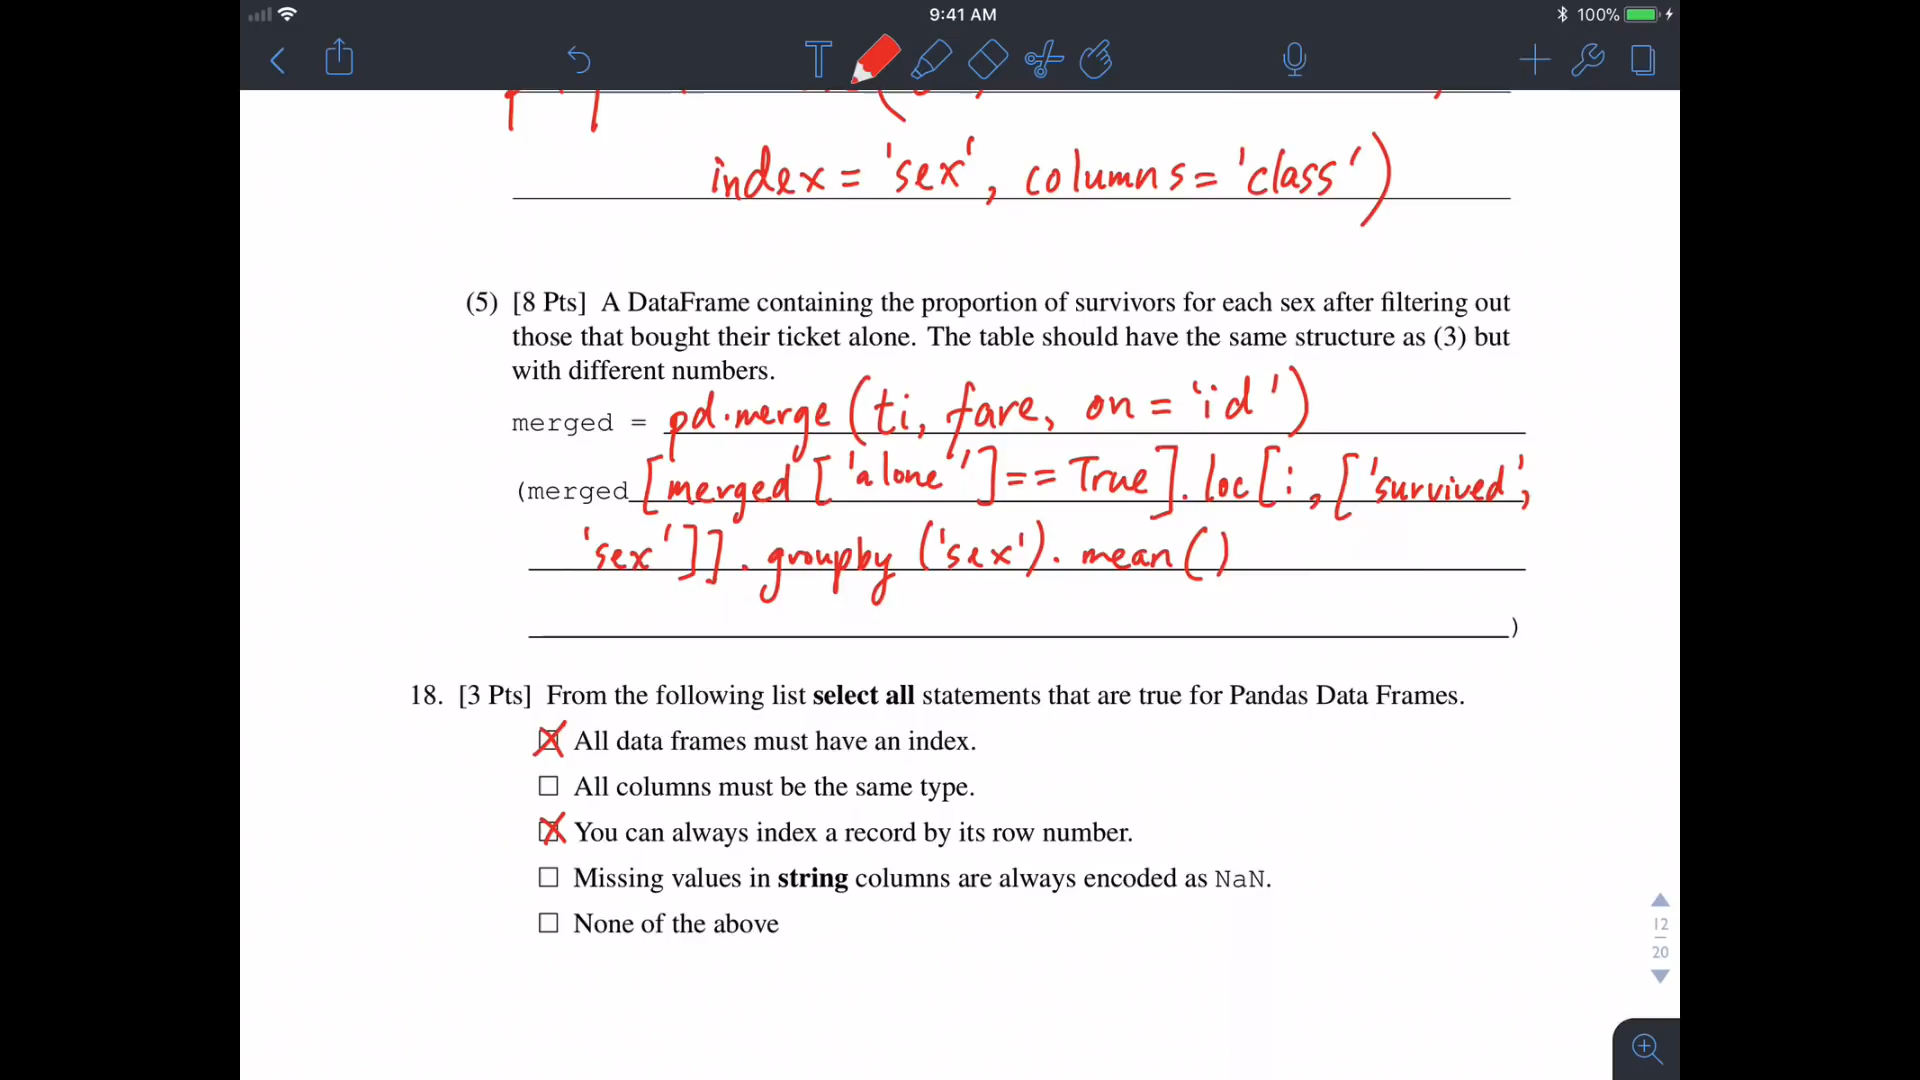 9:41 AM
100%
index = 'sex', columns = 'class')
(5) [8 Pts] A DataFrame containing the proportion of survivors for each sex after filtering out
those that bought their ticket alone. The table should have the same structure as (3) but
with different numbers.
merged = pd.merge(ti, fare, on = 'id')
(merged[merged['alone']== True].loc[:,['survived',
'sex']].groupby('sex').mean()
)
18. [3 Pts] From the following list select all statements that are true for Pandas Data Frames.
All data frames must have an index.
All columns must be the same type.
You can always index a record by its row number.
Missing values in string columns are always encoded as NaN.
None of the above
12
20